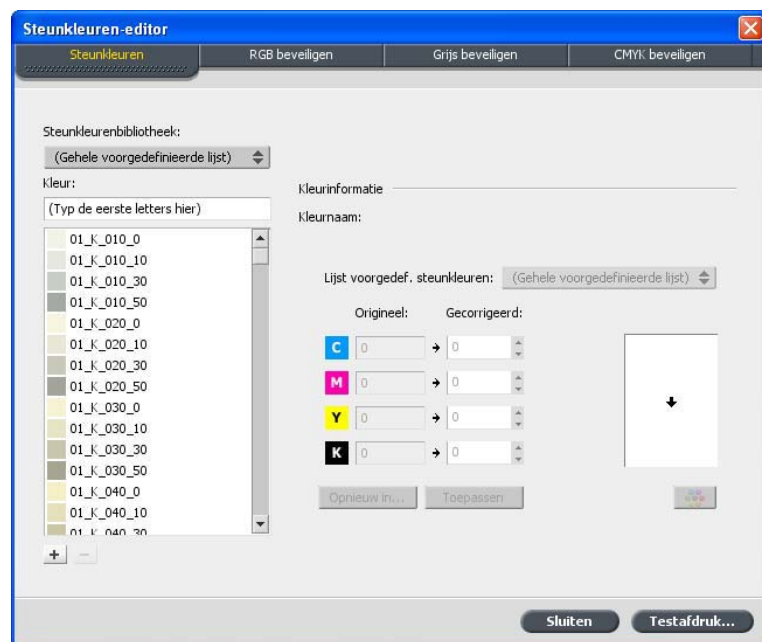 Steunkleuren-editor
Steunkleuren
RGB beveiligen
Grijs beveiligen
CMYK beveiligen
Steunkleurenbibliotheek:
(Gehele voorgedefinieerde lijst)
Kleur:
(Typ de eerste letters hier)
01_K_010_0
01_K_010_10
01_K_010_30
01_K_010_50
01_K_020_0
01_K_020_10
01_K_020_30
01_K_020_50
01_K_030_0
01_K_030_10
01_K_030_30
01_K_030_50
01_K_040_0
01_K_040_10
01_K_040_30
+ −
Kleurinformatie
Kleurnaam:
Lijst voorgedef. steunkleuren: (Gehele voorgedefinieerde lijst)
Origineel: Gecorrigeerd:
C 0 → 0
M 0 → 0
Y 0 → 0
K 0 → 0
Opnieuw in... Toepassen
Sluiten Testafdruk...